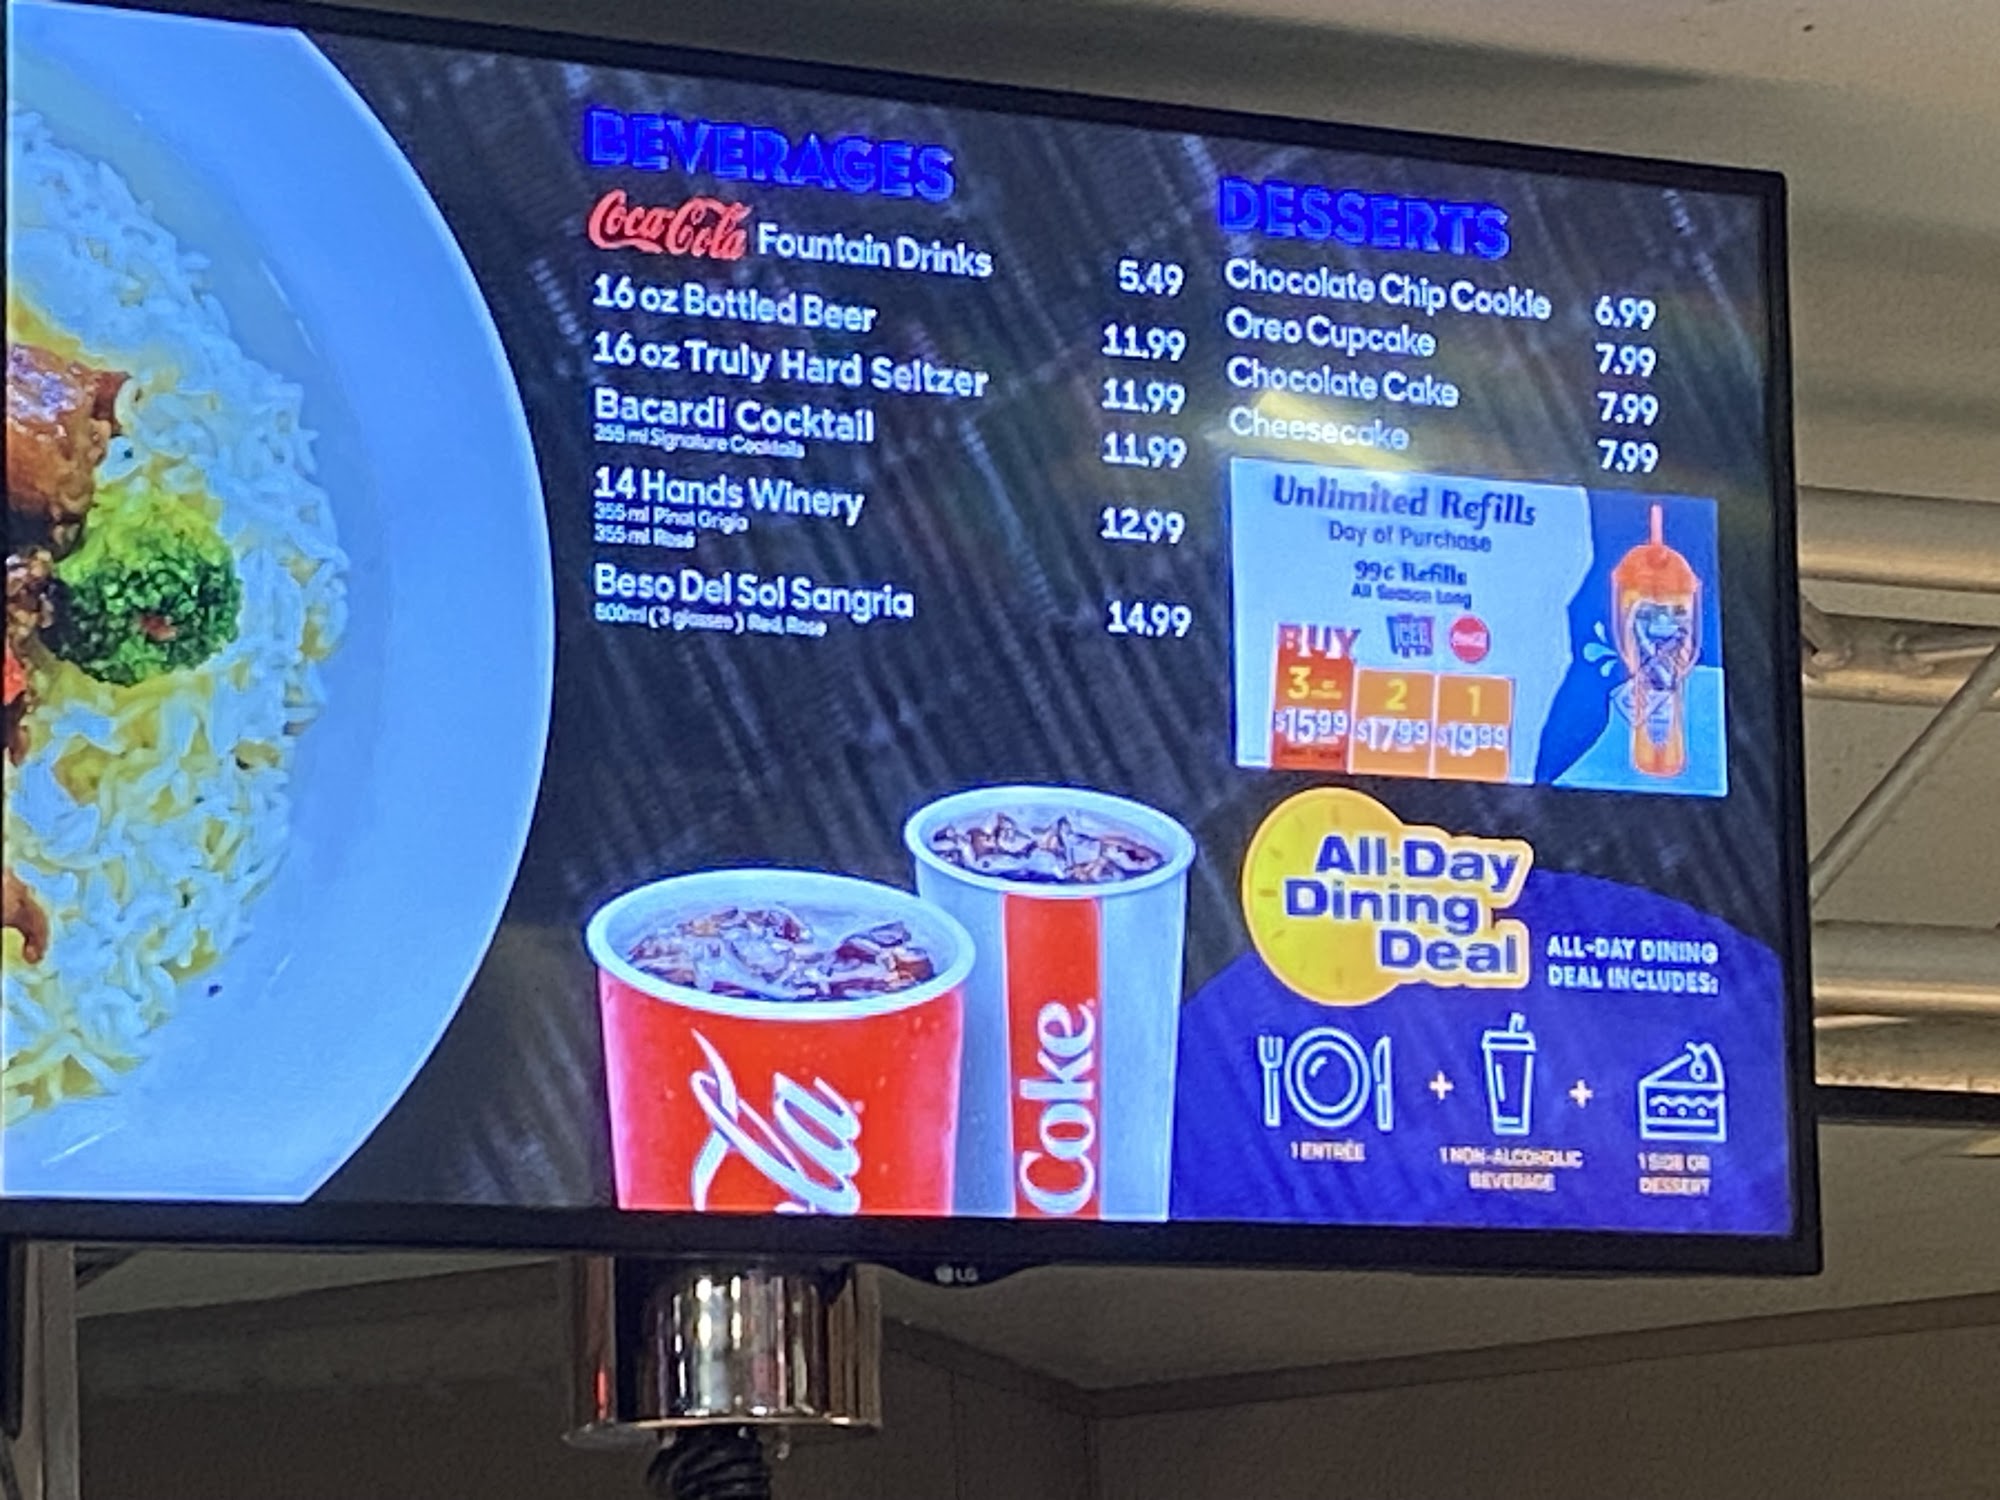 BEVERAGES
Coca-Cola Fountain Drinks 5.49
16 oz Bottled Beer 11.99
16 oz Truly Hard Seltzer 11.99
Bacardi Cocktail 11.99
355 ml Signature Cocktails
14 Hands Winery 12.99
355 ml Pinot Grigio
355 ml Rosé
Beso Del Sol Sangria 14.99
500ml ( 3 glasses ) Red, Rose
DESSERTS
Chocolate Chip Cookie 6.99
Oreo Cupcake 7.99
Chocolate Cake 7.99
Cheesecake 7.99
Unlimited Refills
Day of Purchase
99c Refills
All Season Long
BUY ICEE Coca-Cola
3 2 1
$15.99 $17.99 $19.99
All-Day
Dining
Deal
ALL-DAY DINING
DEAL INCLUDES:
+ +
1 ENTRÉE
1 NON-ALCOHOLIC
BEVERAGE
1 SIDE OR
DESSERT
la
Coke
LG